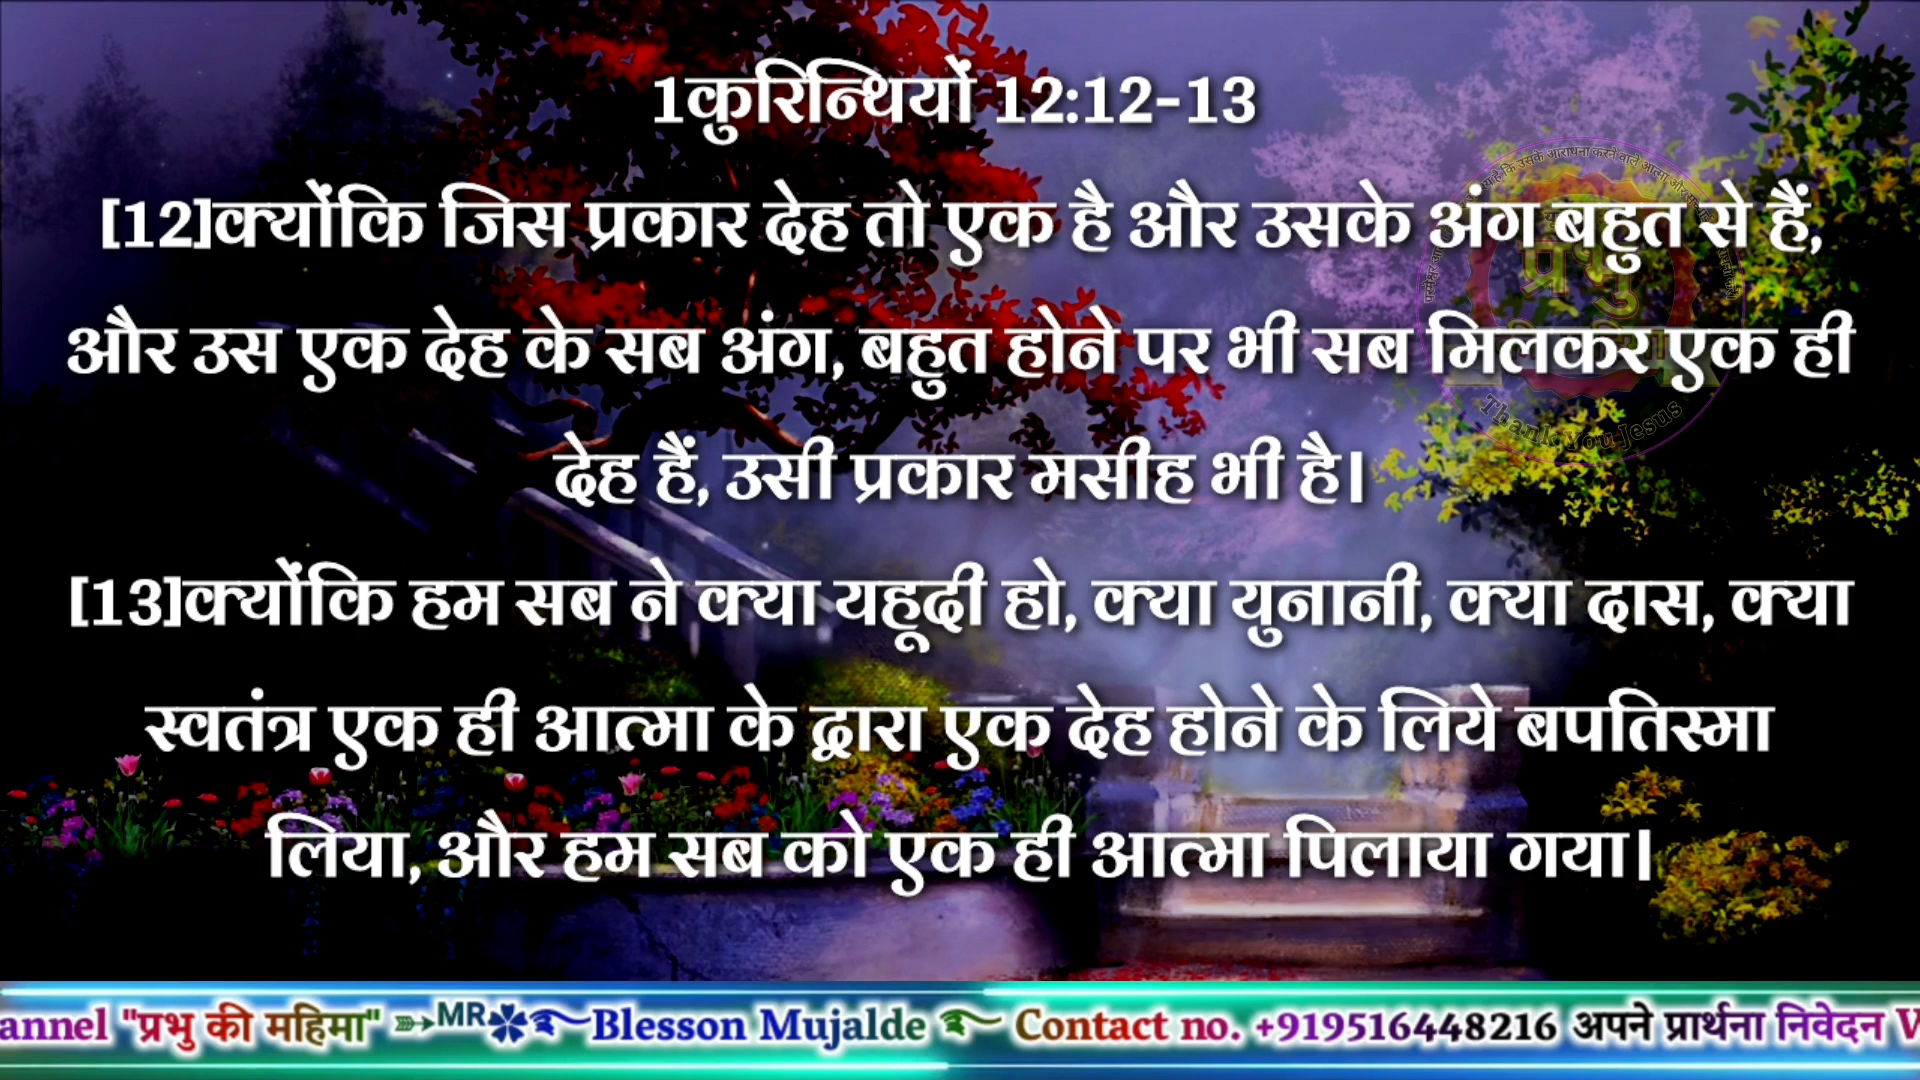 1कुरिन्थियों 12:12-13
[12]क्योंकि जिस प्रकार देह तो एक है और उसके अंग बहुत से हैं,
और उस एक देह के सब अंग, बहुत होने पर भी सब मिलकर एक ही
देह हैं, उसी प्रकार मसीह भी है।
[13]क्योंकि हम सब ने क्या यहूदी हो, क्या युनानी, क्या दास, क्या
स्वतंत्र एक ही आत्मा के द्वारा एक देह होने के लिये बपतिस्मा
लिया, और हम सब को एक ही आत्मा पिलाया गया।
प्रभु
Thank You Jesus
annel "प्रभु की महिमा" ➳ᴹᴿ✽࿐Blesson Mujalde ࿐ Contact no. +919516448216 अपने प्रार्थना निवेदन